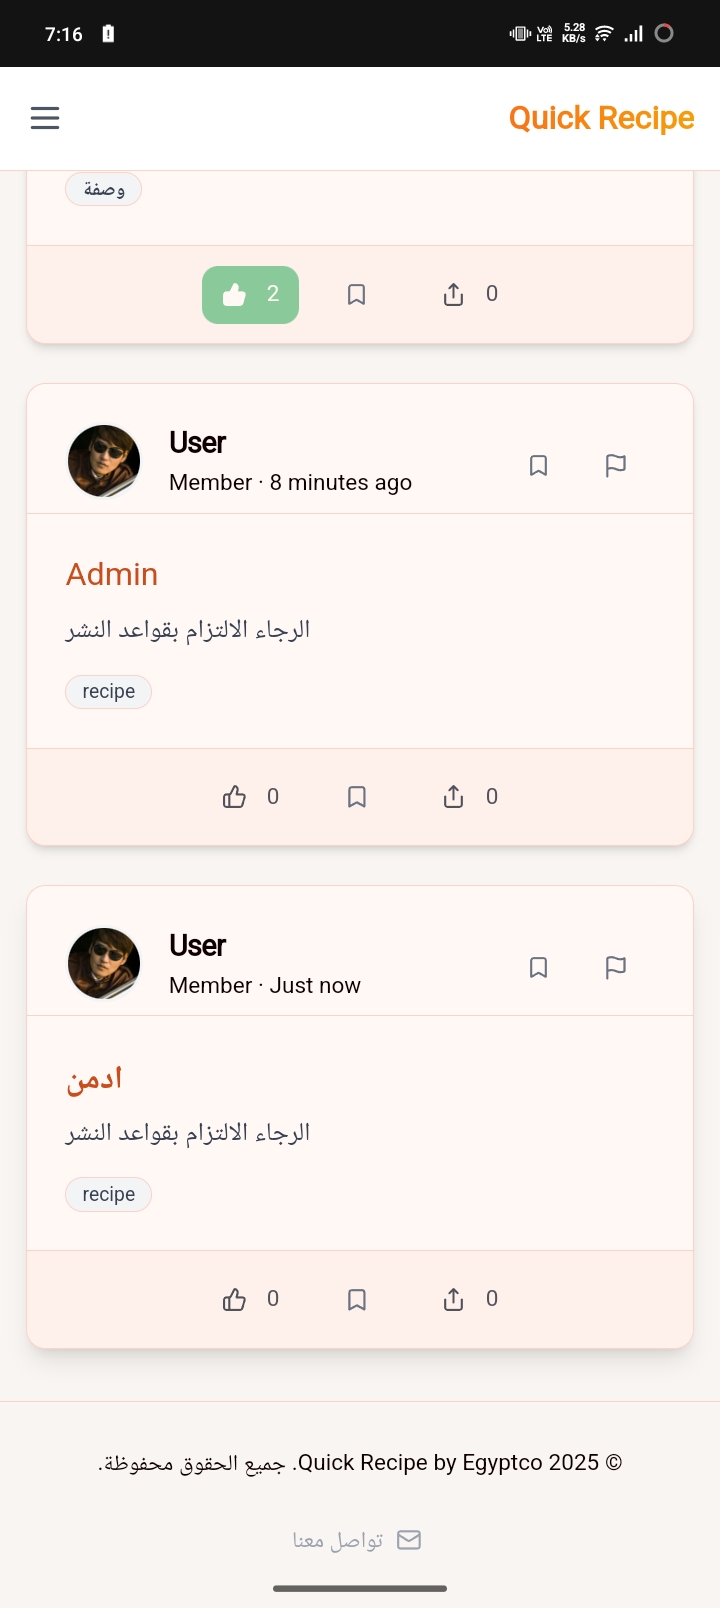 7:16
Vo) LTE
5.28 KB/s
Quick Recipe
وصفة
2
0
User
Member · 8 minutes ago
Admin
الرجاء الالتزام بقواعد النشر
recipe
0
0
User
Member · Just now
ادمن
الرجاء الالتزام بقواعد النشر
recipe
0
0
© 2025 Quick Recipe by Egyptco. جميع الحقوق محفوظة.
تواصل معنا